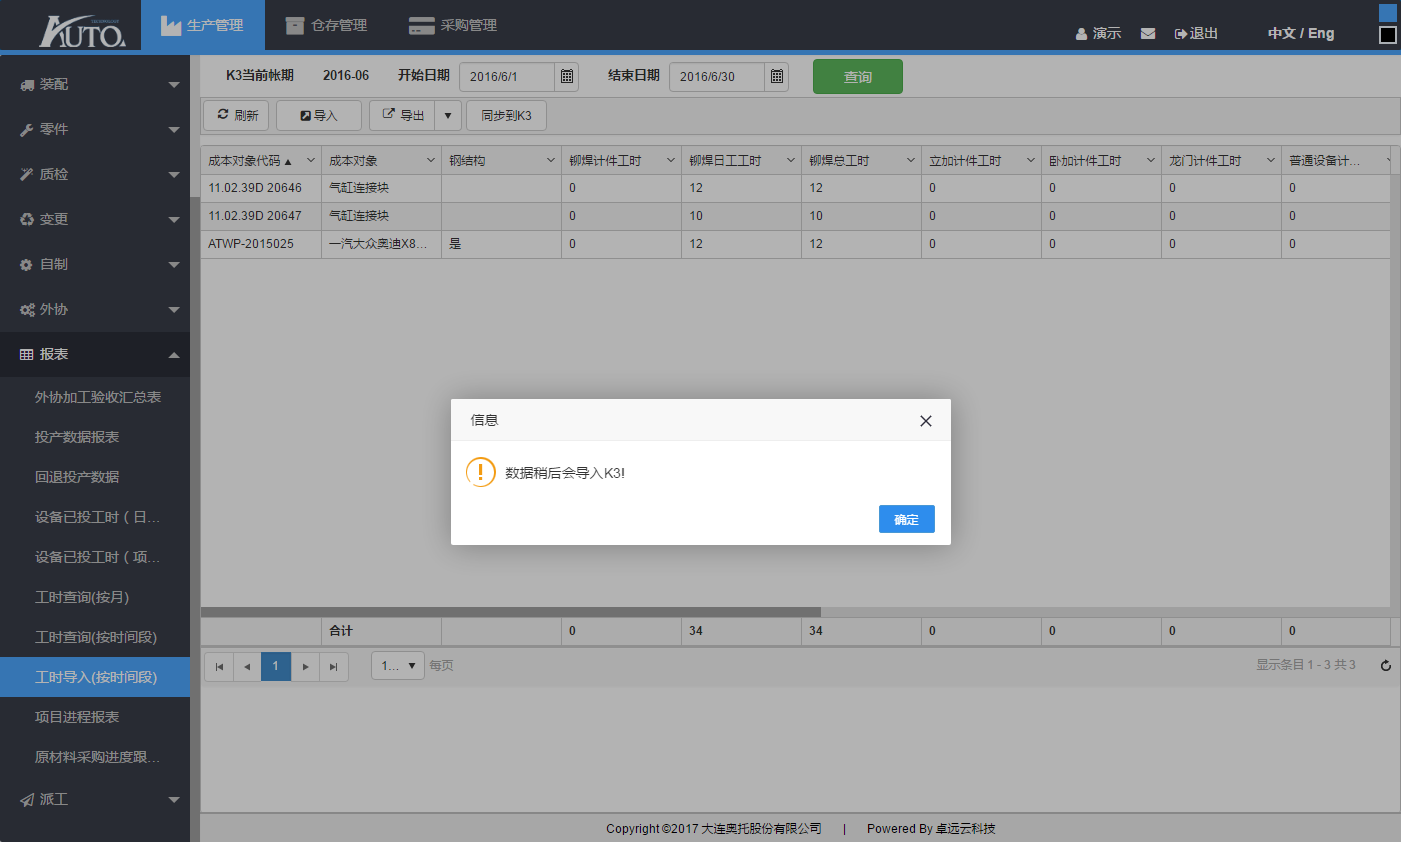 AUTO.
TECHNOLOGY
生产管理
仓存管理
采购管理
演示
退出
中文 / Eng
装配
零件
质检
变更
自制
外协
报表
外协加工验收汇总表
投产数据报表
回退投产数据
设备已投工时 ( 日...
设备已投工时 ( 项...
工时查询(按月)
工时查询(按时间段)
工时导入(按时间段)
项目进程报表
原材料采购进度跟...
派工
K3当前帐期 2016-06 开始日期 2016/6/1 结束日期 2016/6/30 查询
刷新 导入 导出 同步到K3
成本对象代码 成本对象 钢结构 铆焊计件工时 铆焊日工工时 铆焊总工时 立加计件工时 卧加计件工时 龙门计件工时 普通设备计...
11.02.39D 20646 气缸连接块 0 12 12 0 0 0 0
11.02.39D 20647 气缸连接块 0 10 10 0 0 0 0
ATWP-2015025 一汽大众奥迪X8... 是 0 12 12 0 0 0 0
信息
数据稍后会导入K3!
确定
合计 0 34 34 0 0 0 0
1 1... 每页 显示条目 1 - 3 共 3
Copyright ©2017 大连奥托股份有限公司 | Powered By 卓远云科技